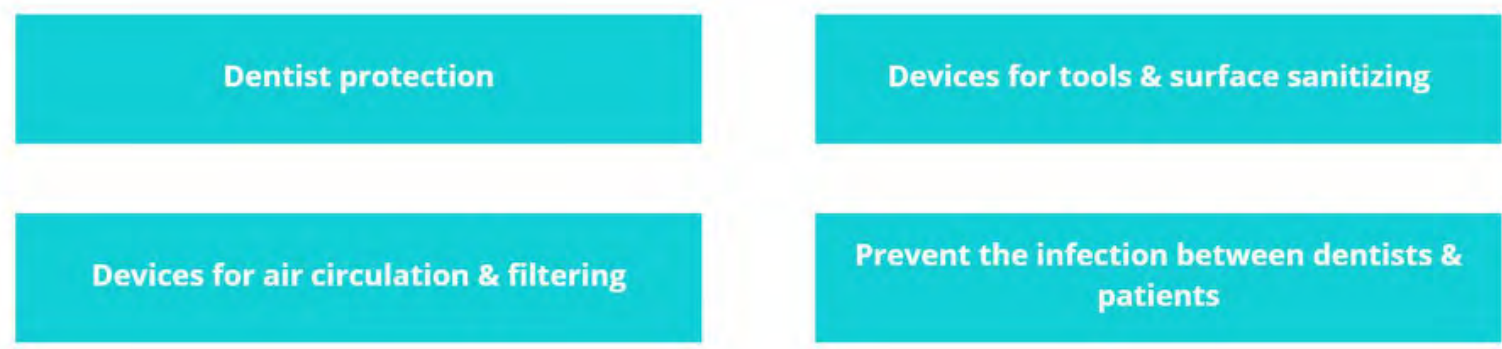 Dentist protection
Devices for tools & surface sanitizing
Devices for air circulation & filtering
Prevent the infection between dentists &
patients